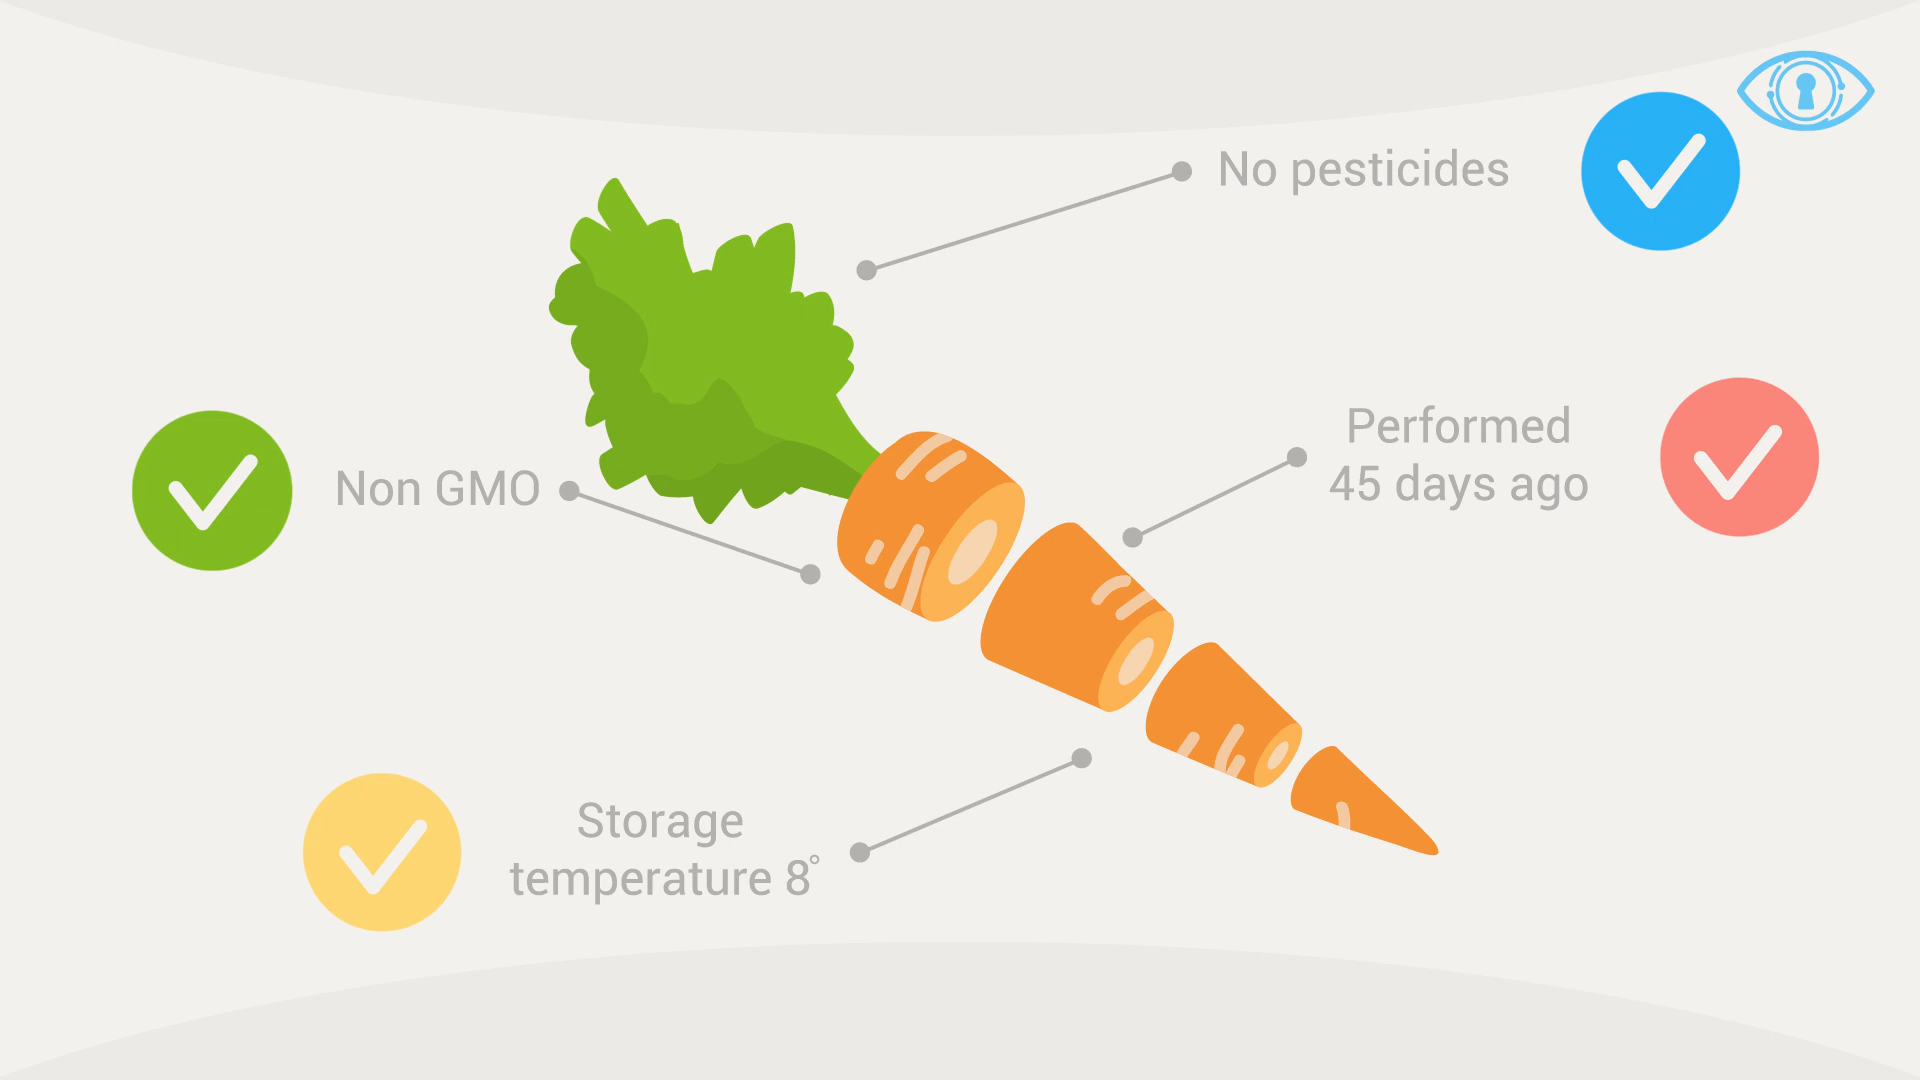 No pesticides
Performed
45 days ago
Non GMO
Storage
temperature 8°